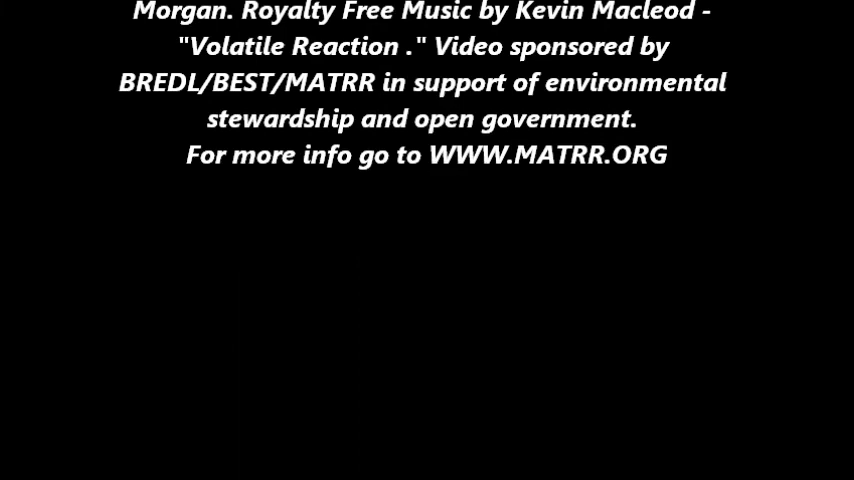 Morgan. Royalty Free Music by Kevin Macleod -
"Volatile Reaction ." Video sponsored by
BREDL/BEST/MATRR in support of environmental
stewardship and open government.
For more info go to WWW.MATRR.ORG